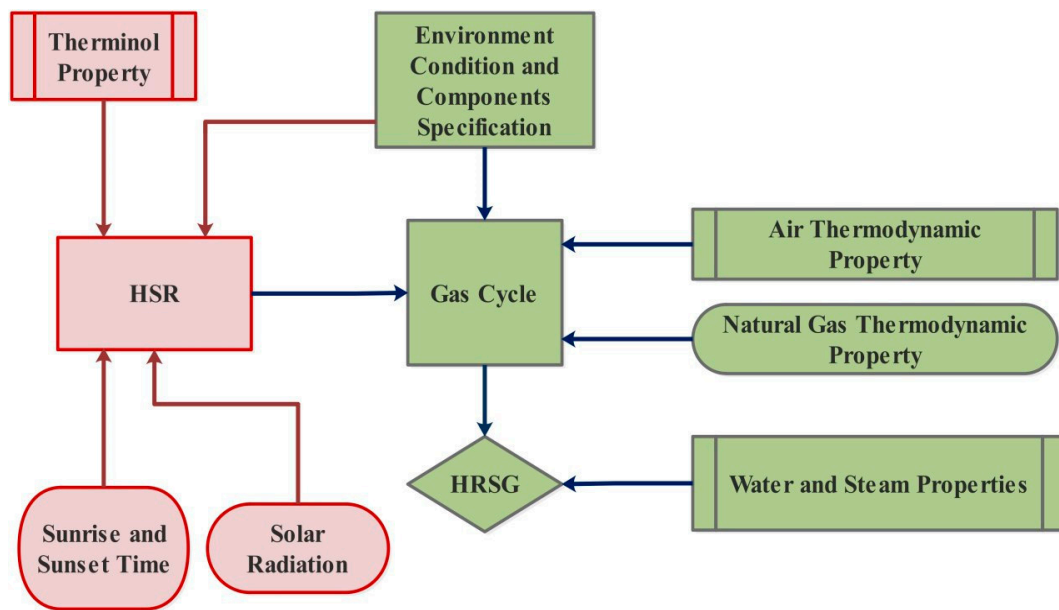 Therminol
Property
Environment
Condition and
Components
Specification
HSR
Gas Cycle
Air Thermodynamic
Property
Natural Gas Thermodynamic
Property
HRSG
Water and Steam Properties
Sunrise and
Sunset Time
Solar
Radiation